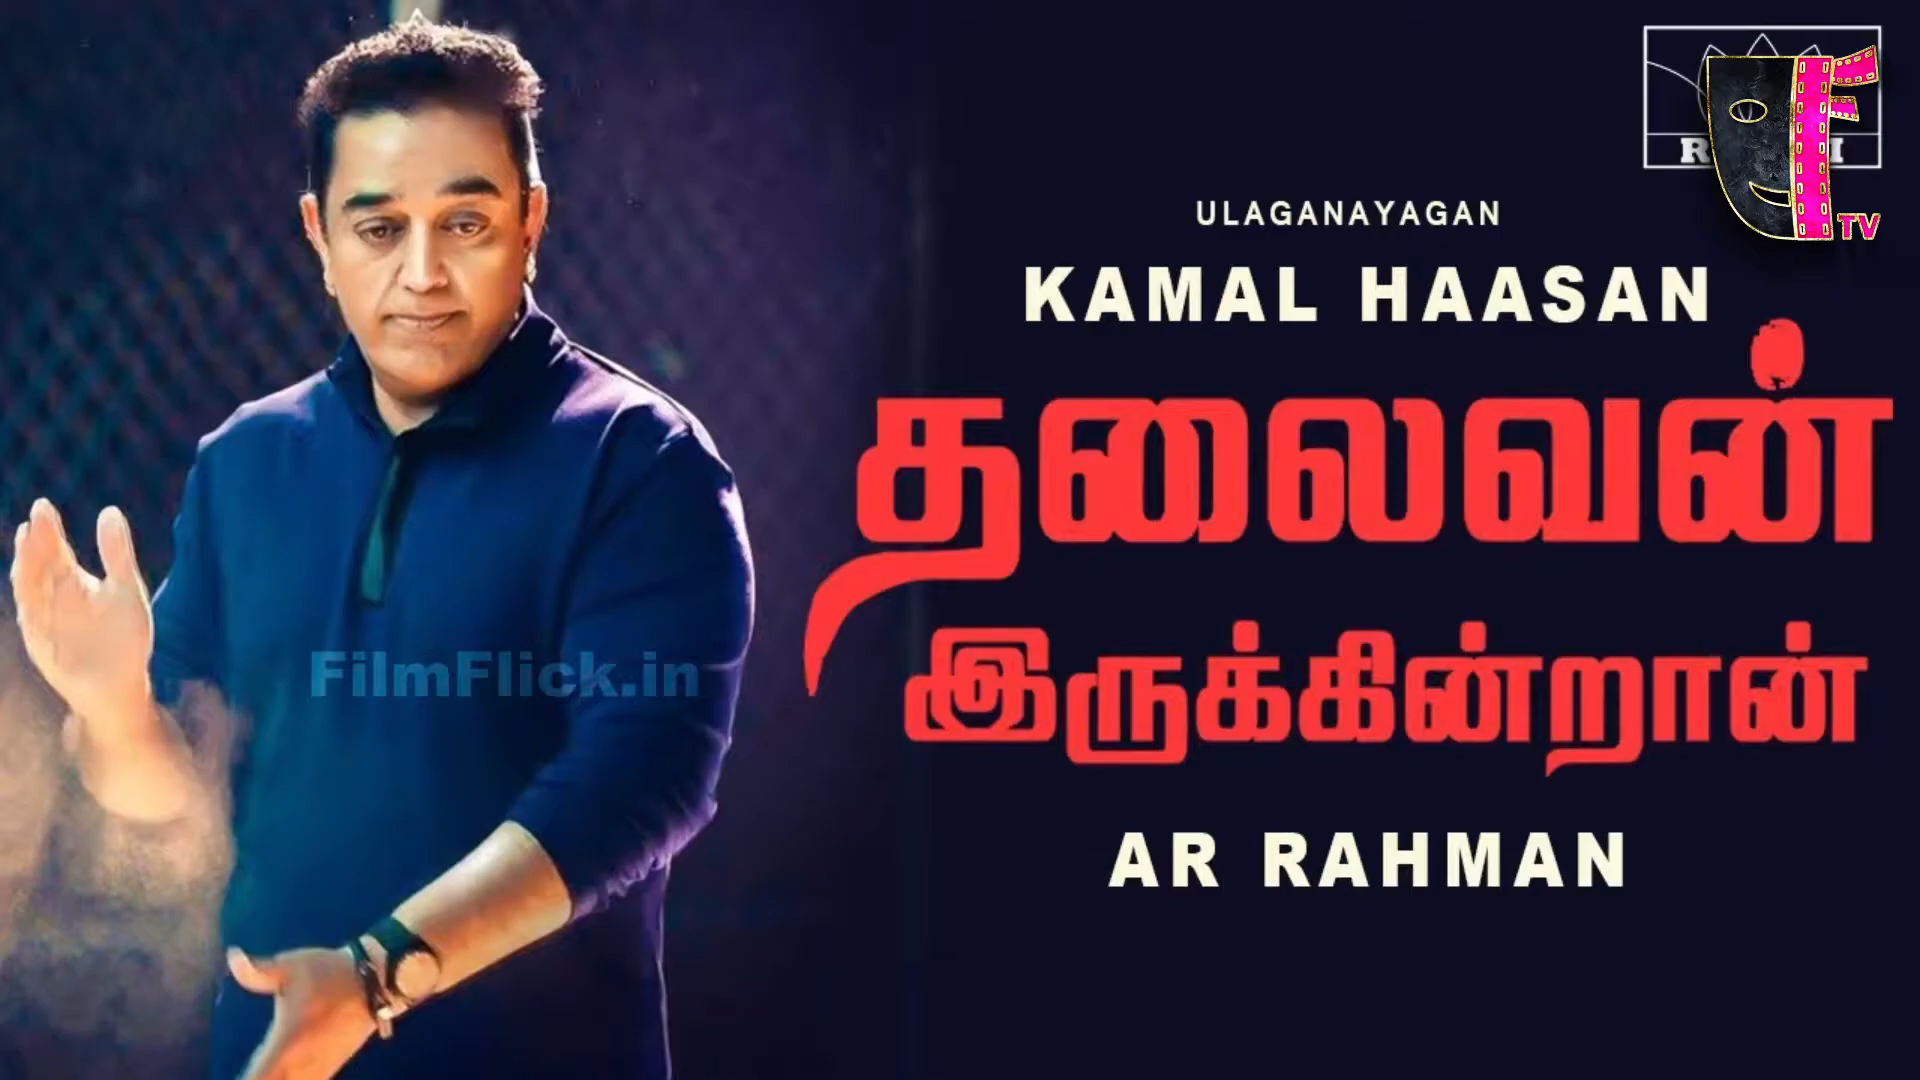 ULAGANAYAGAN
KAMAL HAASAN
தலைவன்
இருக்கின்றான்
AR RAHMAN
FilmFlick.in
TV